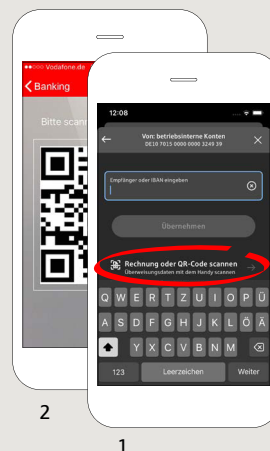 Vodafone.de
Banking
Bitte scann
12:08
Von: betriebsinterne Konten
DE10 7015 0000 0006 3249 39
Empfänger oder IBAN eingeben
Übernehmen
Rechnung oder QR-Code scannen
Überweisungsdaten mit dem Handy scannen
Q W E R T Z U I O P Ü
A S D F G H J K L Ö Ä
Y X C V B N M
123 Leerzeichen Weiter
2
1